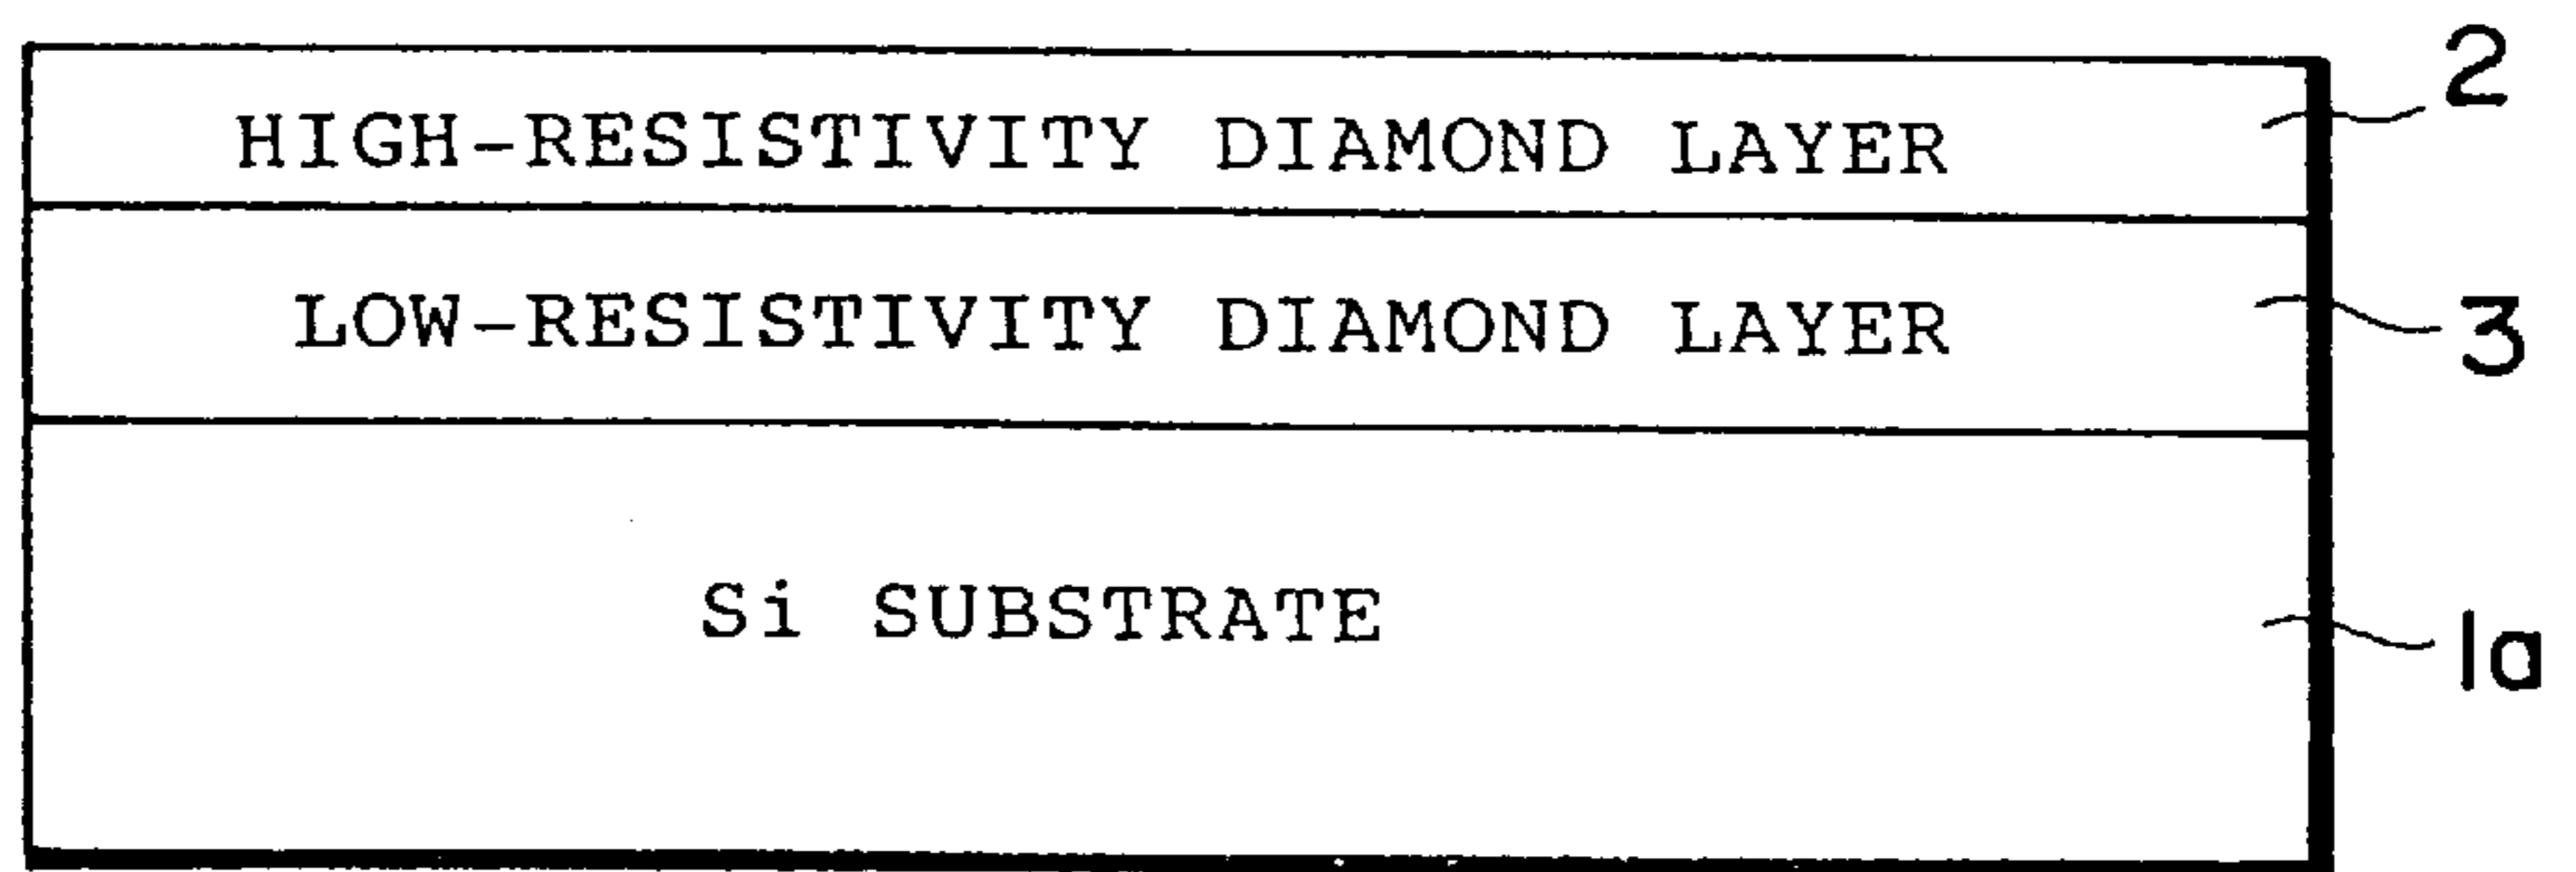 HIGH-RESISTIVITY DIAMOND LAYER 2
LOW-RESISTIVITY DIAMOND LAYER 3
Si SUBSTRATE 1a